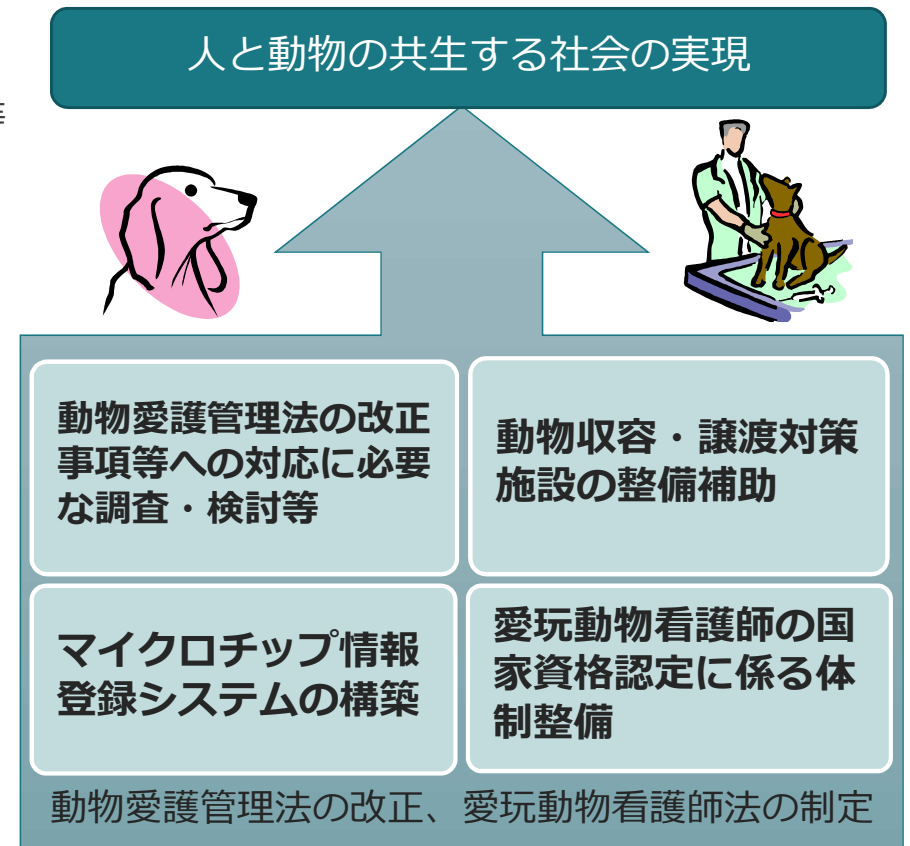 人と動物の共生する社会の実現
動物愛護管理法の改正
事項等への対応に必要
な調査・検討等
動物収容・譲渡対策
施設の整備補助
マイクロチップ情報
登録システムの構築
愛玩動物看護師の国
家資格認定に係る体
制整備
動物愛護管理法の改正、愛玩動物看護師法の制定